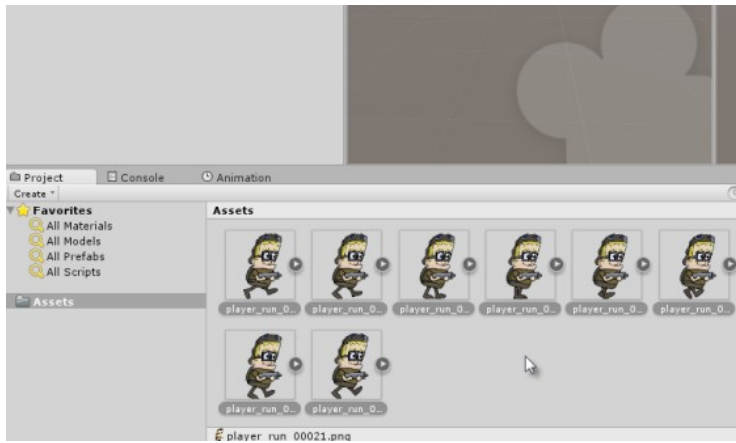 Project Console Animation
Create
Favorites
All Materials
All Models
All Prefabs
All Scripts
Assets
Assets
player_run_0... player_run_0... player_run_0... player_run_0... player_run_0... player_run_0...
player_run_0... player_run_0...
player_run_00021.png